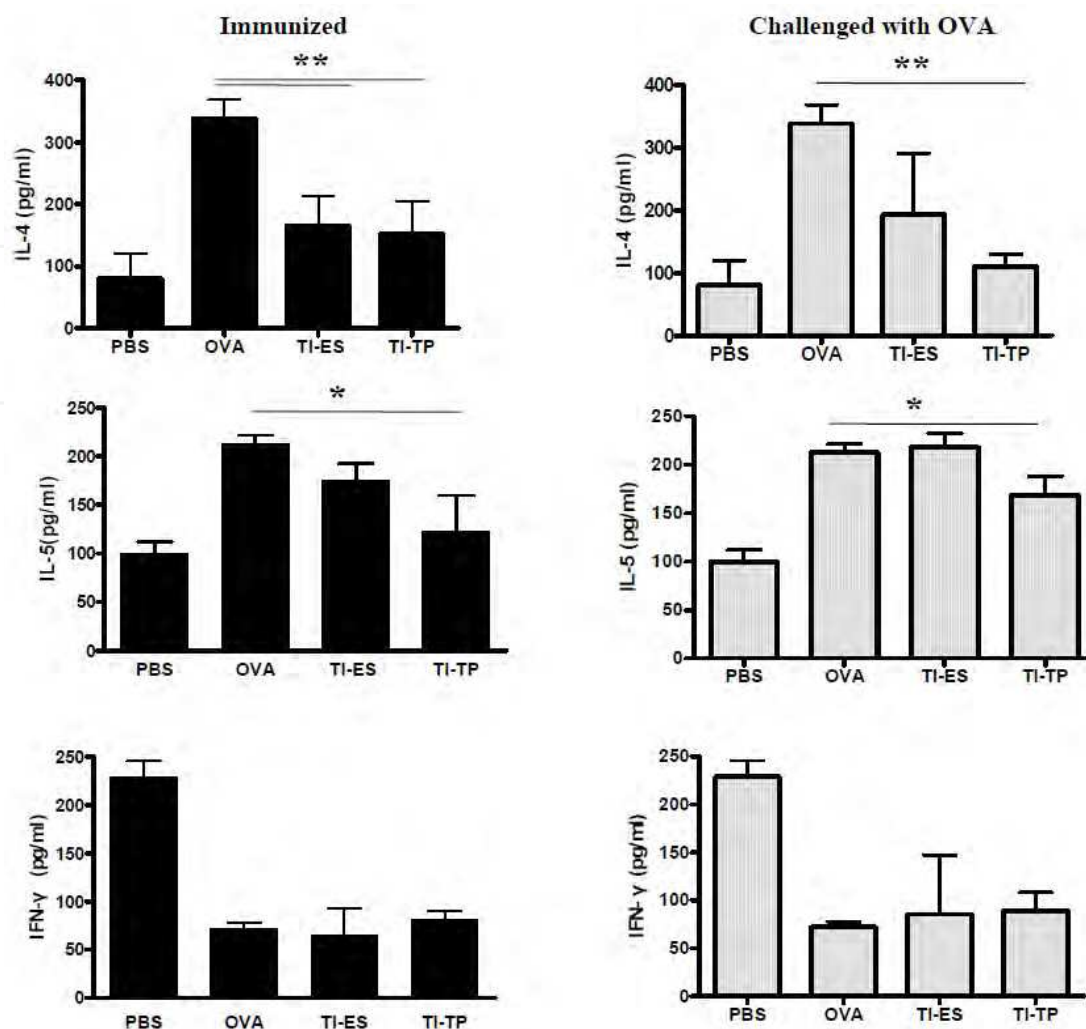 Immunized
**
IL-4 (pg/ml)
400
300
200
100
0
PBS OVA TI-ES TI-TP
Challenged with OVA
**
IL-4 (pg/ml)
400
300
200
100
0
PBS OVA TI-ES TI-TP
*
IL-5(pg/ml)
250
200
150
100
50
0
PBS OVA TI-ES TI-TP
*
IL-5 (pg/ml)
250
200
150
100
50
0
PBS OVA TI-ES TI-TP
IFN-γ (pg/ml)
250
200
150
100
50
0
PBS OVA TI-ES TI-TP
IFN- γ (pg/ml)
250
200
150
100
50
0
PBS OVA TI-ES TI-TP